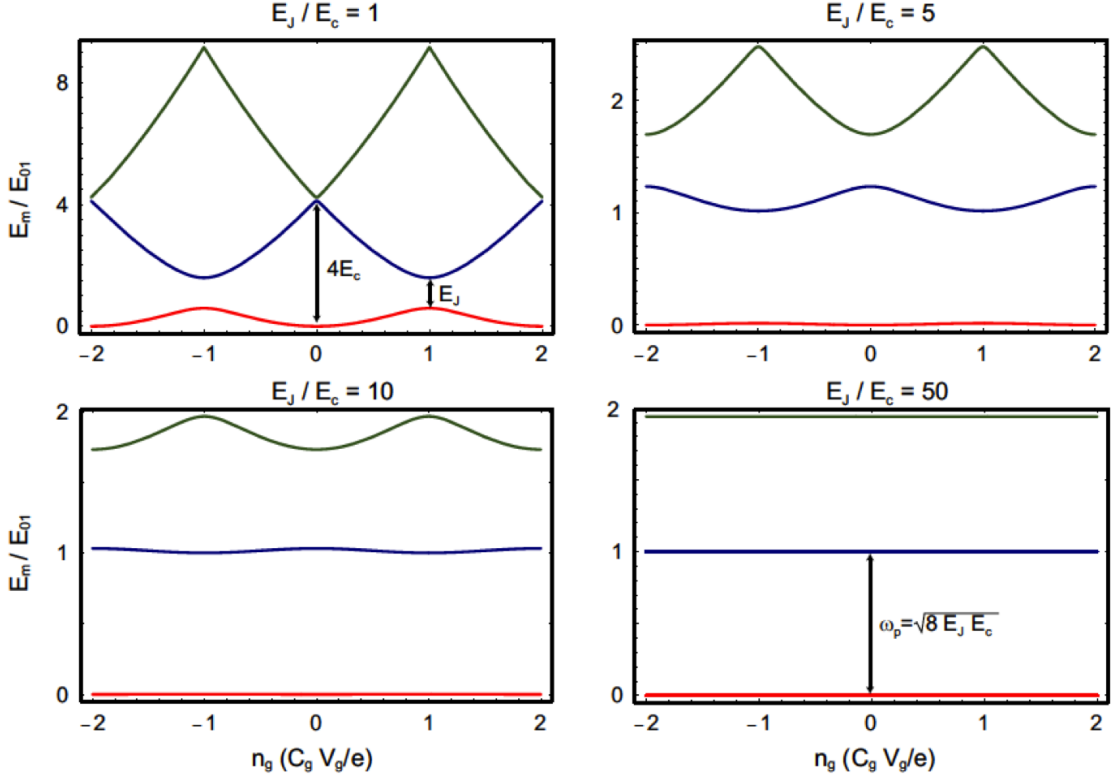 E_J / E_c = 1
E_J / E_c = 5
E_m / E_01
8
4
0
4E_c
E_J
−2 −1 0 1 2
2
1
0
−2 −1 0 1 2
E_J / E_c = 10
E_J / E_c = 50
E_m / E_01
2
1
0
−2 −1 0 1 2
n_g (C_g V_g/e)
2
1
0
ω_p=√8 E_J E_c
−2 −1 0 1 2
n_g (C_g V_g/e)